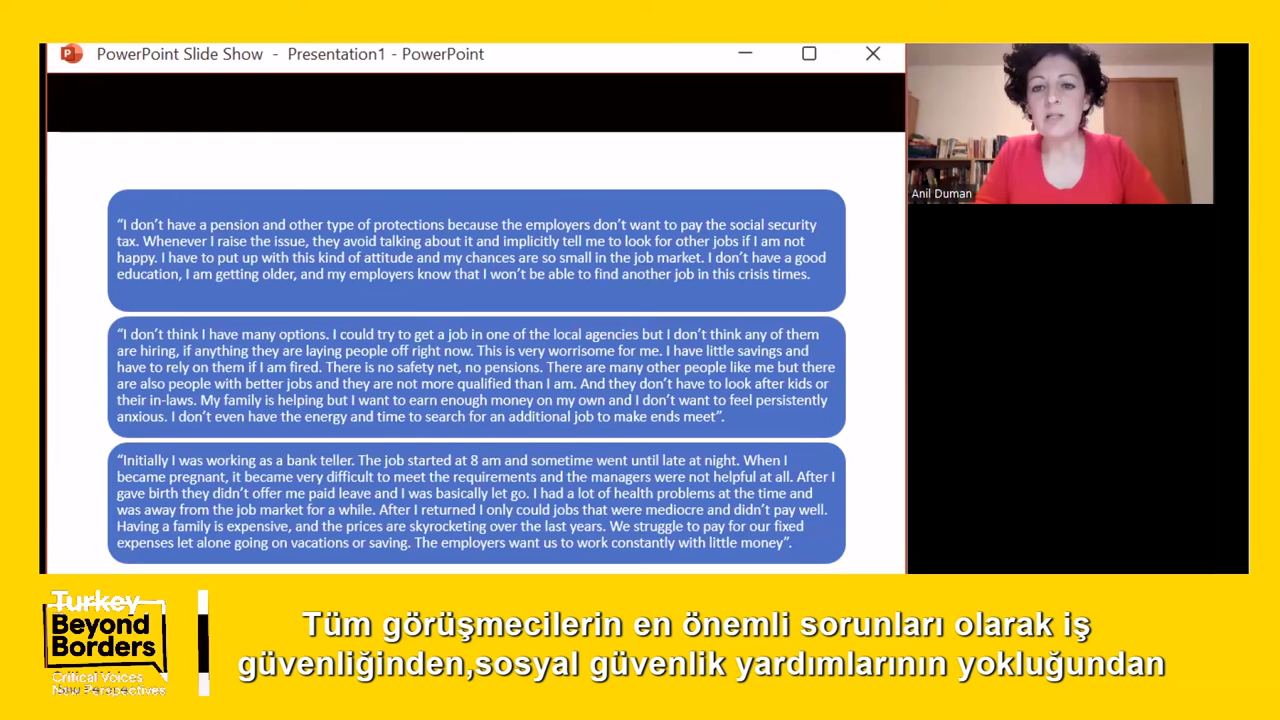 PowerPoint Slide Show - Presentation1 - PowerPoint
“I don’t have a pension and other type of protections because the employers don’t want to pay the social security
tax. Whenever I raise the issue, they avoid talking about it and implicitly tell me to look for other jobs if I am not
happy. I have to put up with this kind of attitude and my chances are so small in the job market. I don’t have a good
education, I am getting older, and my employers know that I won’t be able to find another job in this crisis times.
“I don’t think I have many options. I could try to get a job in one of the local agencies but I don’t think any of them
are hiring, if anything they are laying people off right now. This is very worrisome for me. I have little savings and
have to rely on them if I am fired. There is no safety net, no pensions. There are many other people like me but there
are also people with better jobs and they are not more qualified than I am. And they don’t have to look after kids or
their in-laws. My family is helping but I want to earn enough money on my own and I don’t want to feel persistently
anxious. I don’t even have the energy and time to search for an additional job to make ends meet”.
“Initially I was working as a bank teller. The job started at 8 am and sometime went until late at night. When I
became pregnant, it became very difficult to meet the requirements and the managers were not helpful at all. After I
gave birth they didn’t offer me paid leave and I was basically let go. I had a lot of health problems at the time and
was away from the job market for a while. After I returned I only could jobs that were mediocre and didn’t pay well.
Having a family is expensive, and the prices are skyrocketing over the last years. We struggle to pay for our fixed
expenses let alone going on vacations or saving. The employers want us to work constantly with little money”.
Anil Duman
Turkey
Beyond
Borders
Critical Voices
New Perspectives
Tüm görüşmecilerin en önemli sorunları olarak iş
güvenliğinden,sosyal güvenlik yardımlarının yokluğundan